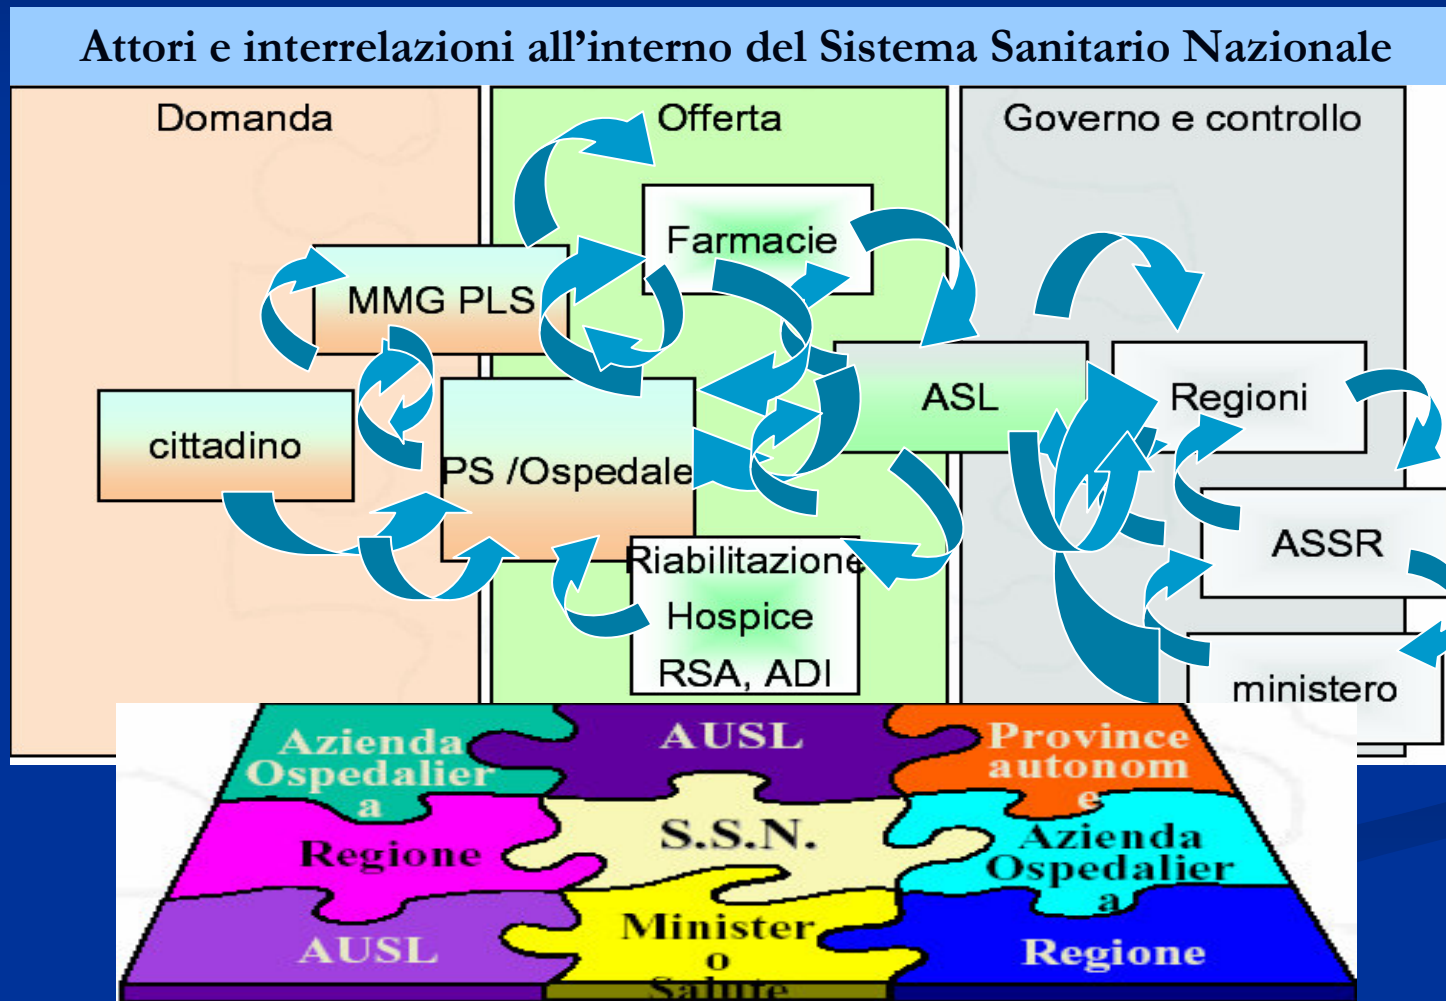 Attori e interrelazioni all’interno del Sistema Sanitario Nazionale
Domanda
Offerta
Governo e controllo
Farmacie
MMG PLS
ASL
Regioni
cittadino
PS /Ospedale
ASSR
Riabilitazione
Hospice
RSA, ADI
ministero
Azienda
Ospedalier
a
AUSL
Province
autonom
e
Regione
S.S.N.
Azienda
Ospedalier
a
AUSL
Minister
o
Salute
Regione